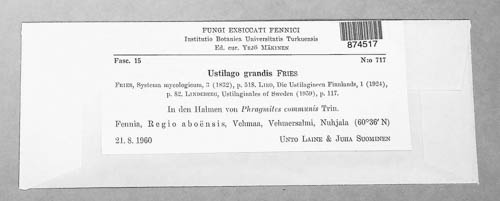 FUNGI EXSICCATI FENNICI
Instituto Botanica Universitatis Turkuensis
Ed. cur. YRJÖ MÄKINEN
874517
Fasc. 15 N:o 717
Ustilago grandis FRIES
FRIES, Systema mycologicum, 3 (1832), p. 518. LIRO, Die Ustilagineen Finnlands, 1 (1924),
p. 82. LINDEBERG, Ustilaginales of Sweden (1959), p. 117.
In den Halmen von Phragmites communis Trin.
Fennia, Regio aboënsis, Vehmaa, Vehmersalmi, Nuhjala (60°36' N)
21. 8. 1960 UNTO LAINE & JUHA SUOMINEN